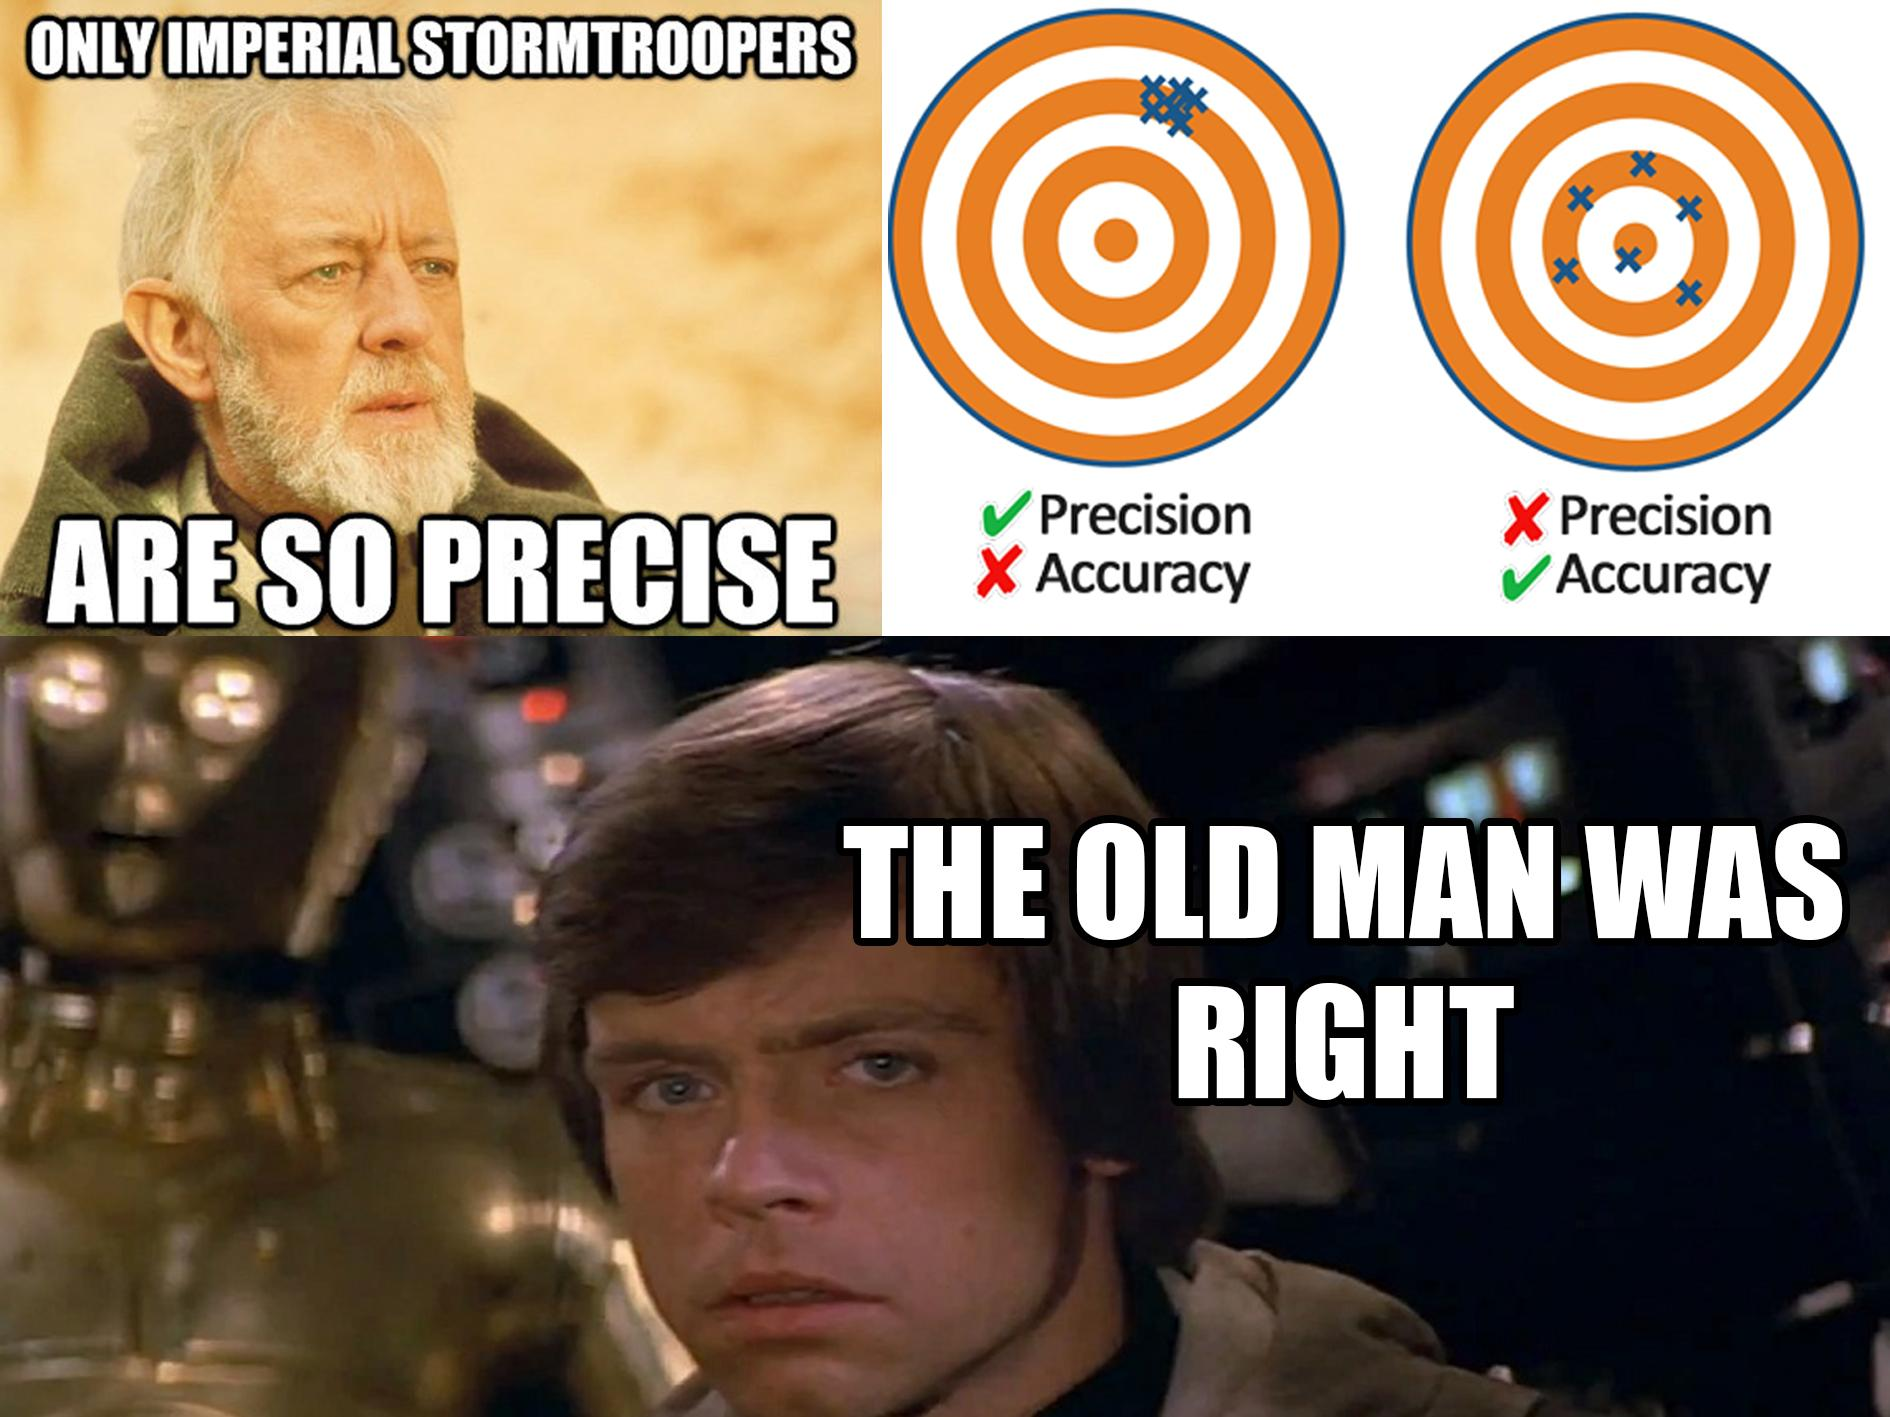 ONLY IMPERIAL STORMTROOPERS
ARE SO PRECISE
Precision
Accuracy
Precision
Accuracy
THE OLD MAN WAS
RIGHT